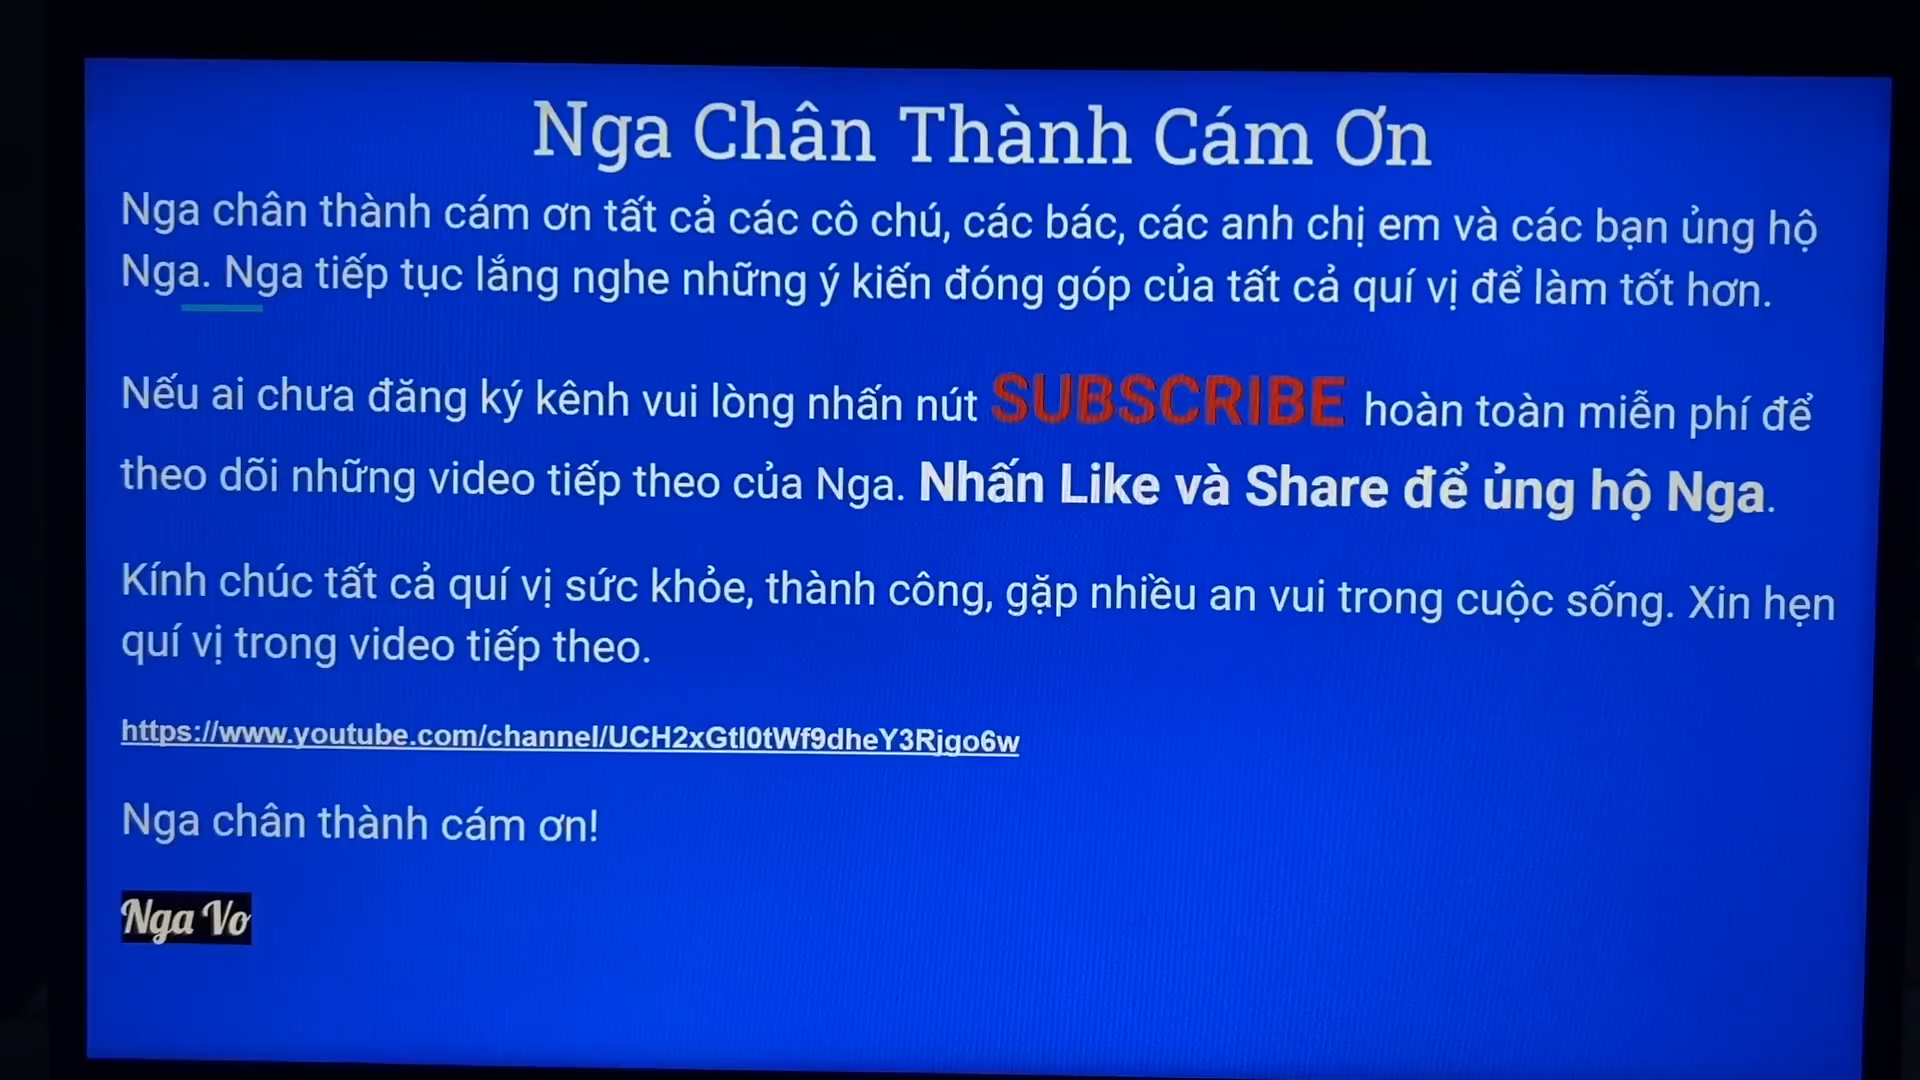 Nga Chân Thành Cám Ơn
Nga chân thành cám ơn tất cả các cô chú, các bác, các anh chị em và các bạn ủng hộ
Nga. Nga tiếp tục lắng nghe những ý kiến đóng góp của tất cả quí vị để làm tốt hơn.
Nếu ai chưa đăng ký kênh vui lòng nhấn nút SUBSCRIBE hoàn toàn miễn phí để
theo dõi những video tiếp theo của Nga. Nhấn Like và Share để ủng hộ Nga.
Kính chúc tất cả quí vị sức khỏe, thành công, gặp nhiều an vui trong cuộc sống. Xin hẹn
quí vị trong video tiếp theo.
https://www.youtube.com/channel/UCH2xGtl0tWf9dheY3Rjgo6w
Nga chân thành cám ơn!
Nga Vo